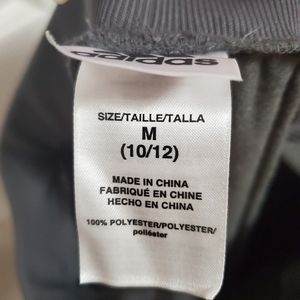 adidas
SIZE/TAILLE/TALLA
M
(10/12)
MADE IN CHINA
FABRIQUÉ EN CHINE
HECHO EN CHINA
100% POLYESTER/POLYESTER/
poliéster